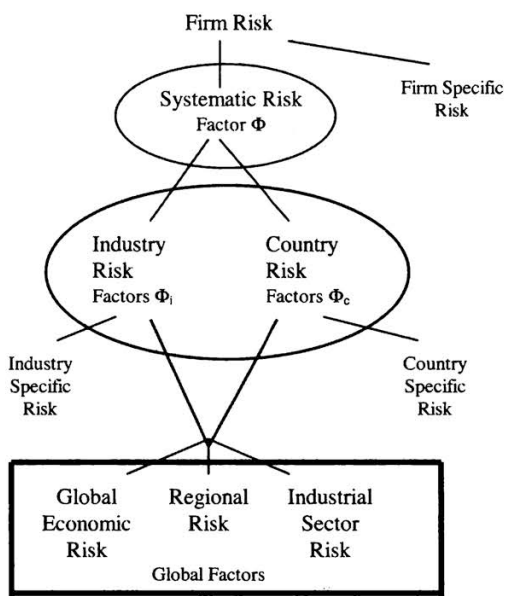 Firm Risk
Firm Specific
Risk
Systematic Risk
Factor Φ
Industry
Risk
Factors Φi
Country
Risk
Factors Φc
Industry
Specific
Risk
Country
Specific
Risk
Global
Economic
Risk
Regional
Risk
Industrial
Sector
Risk
Global Factors